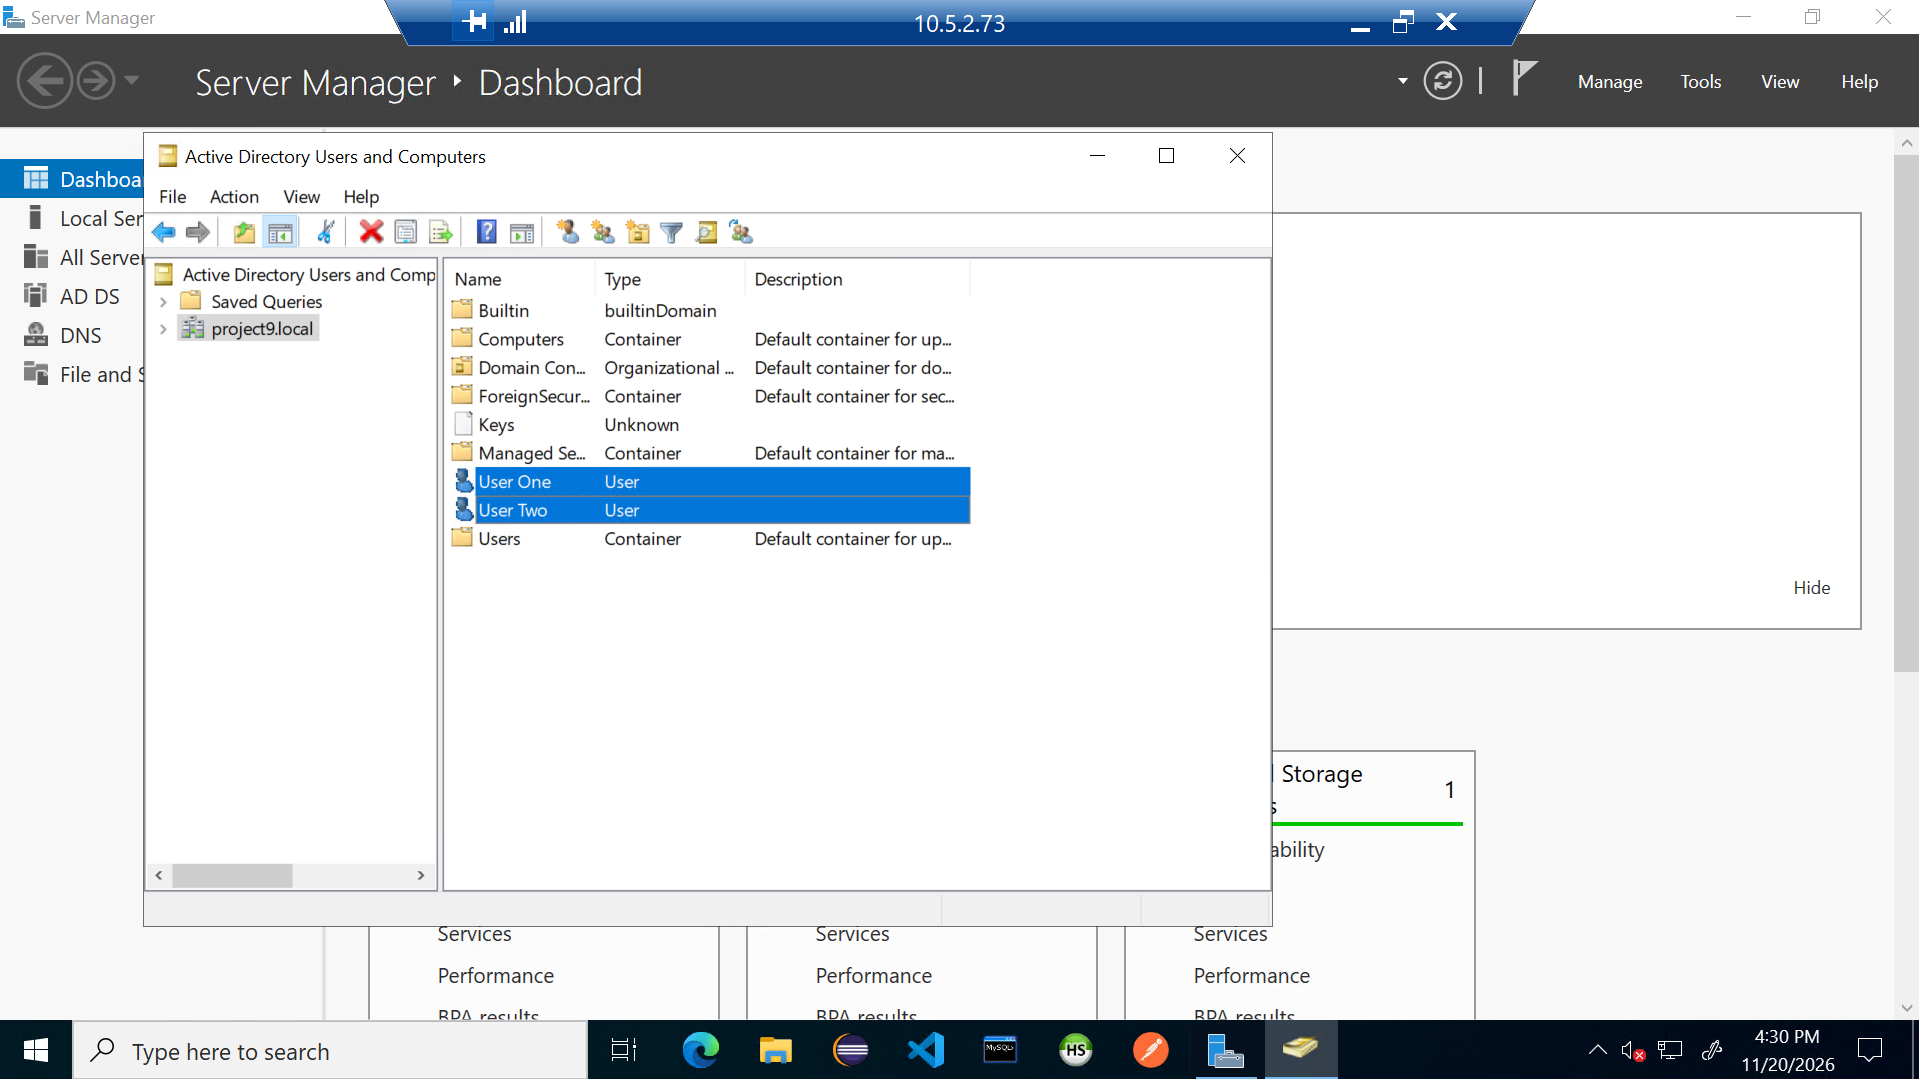 Server Manager
10.5.2.73
Server Manager ‣ Dashboard
Manage Tools View Help
Active Directory Users and Computers
File Action View Help
Dashboa
Local Ser
All Server
AD DS
DNS
File and S
Active Directory Users and Comp
Saved Queries
project9.local
Name Type Description
Builtin builtinDomain
Computers Container Default container for up...
Domain Con... Organizational ... Default container for do...
ForeignSecur... Container Default container for sec...
Keys Unknown
Managed Se... Container Default container for ma...
User One User
User Two User
Users Container Default container for up...
Hide
Storage
s
1
ability
Services Services Services
Performance Performance Performance
BPA results BPA results BPA results
Type here to search
MySQL
HS
4:30 PM
11/20/2026